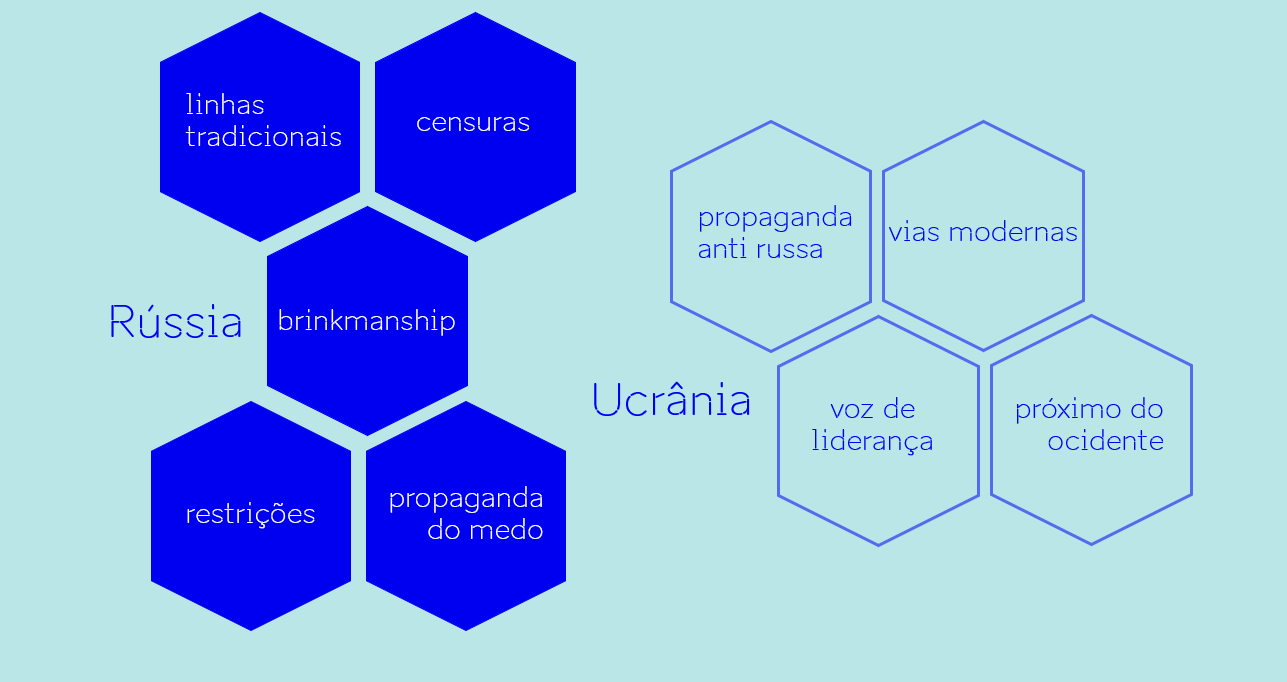 linhas
tradicionais
censuras
Rússia
brinkmanship
restrições
propaganda
do medo
propaganda
anti russa
vias modernas
Ucrânia
voz de
liderança
próximo do
ocidente